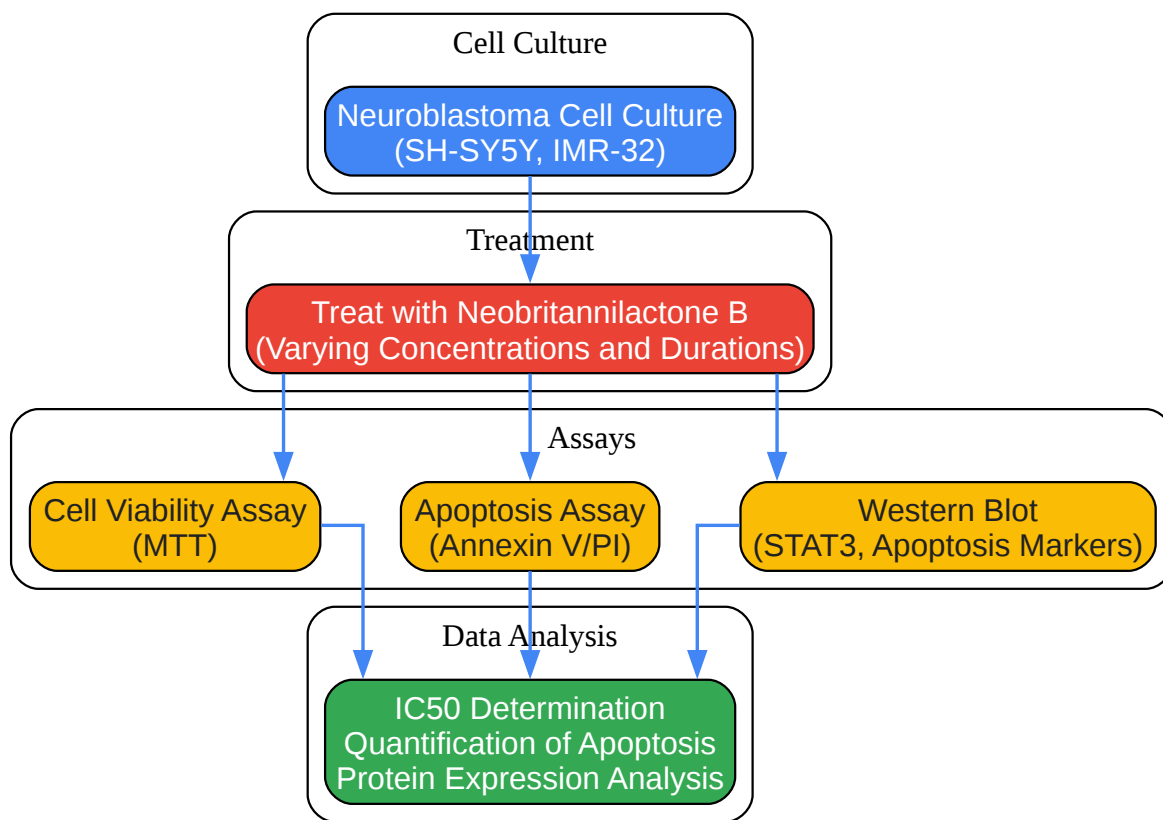 Cell Culture
Neuroblastoma Cell Culture
(SH-SY5Y, IMR-32)
Treatment
Treat with Neobritannilactone B
(Varying Concentrations and Durations)
Assays
Cell Viability Assay
(MTT)
Apoptosis Assay
(Annexin V/PI)
Western Blot
(STAT3, Apoptosis Markers)
Data Analysis
IC50 Determination
Quantification of Apoptosis
Protein Expression Analysis